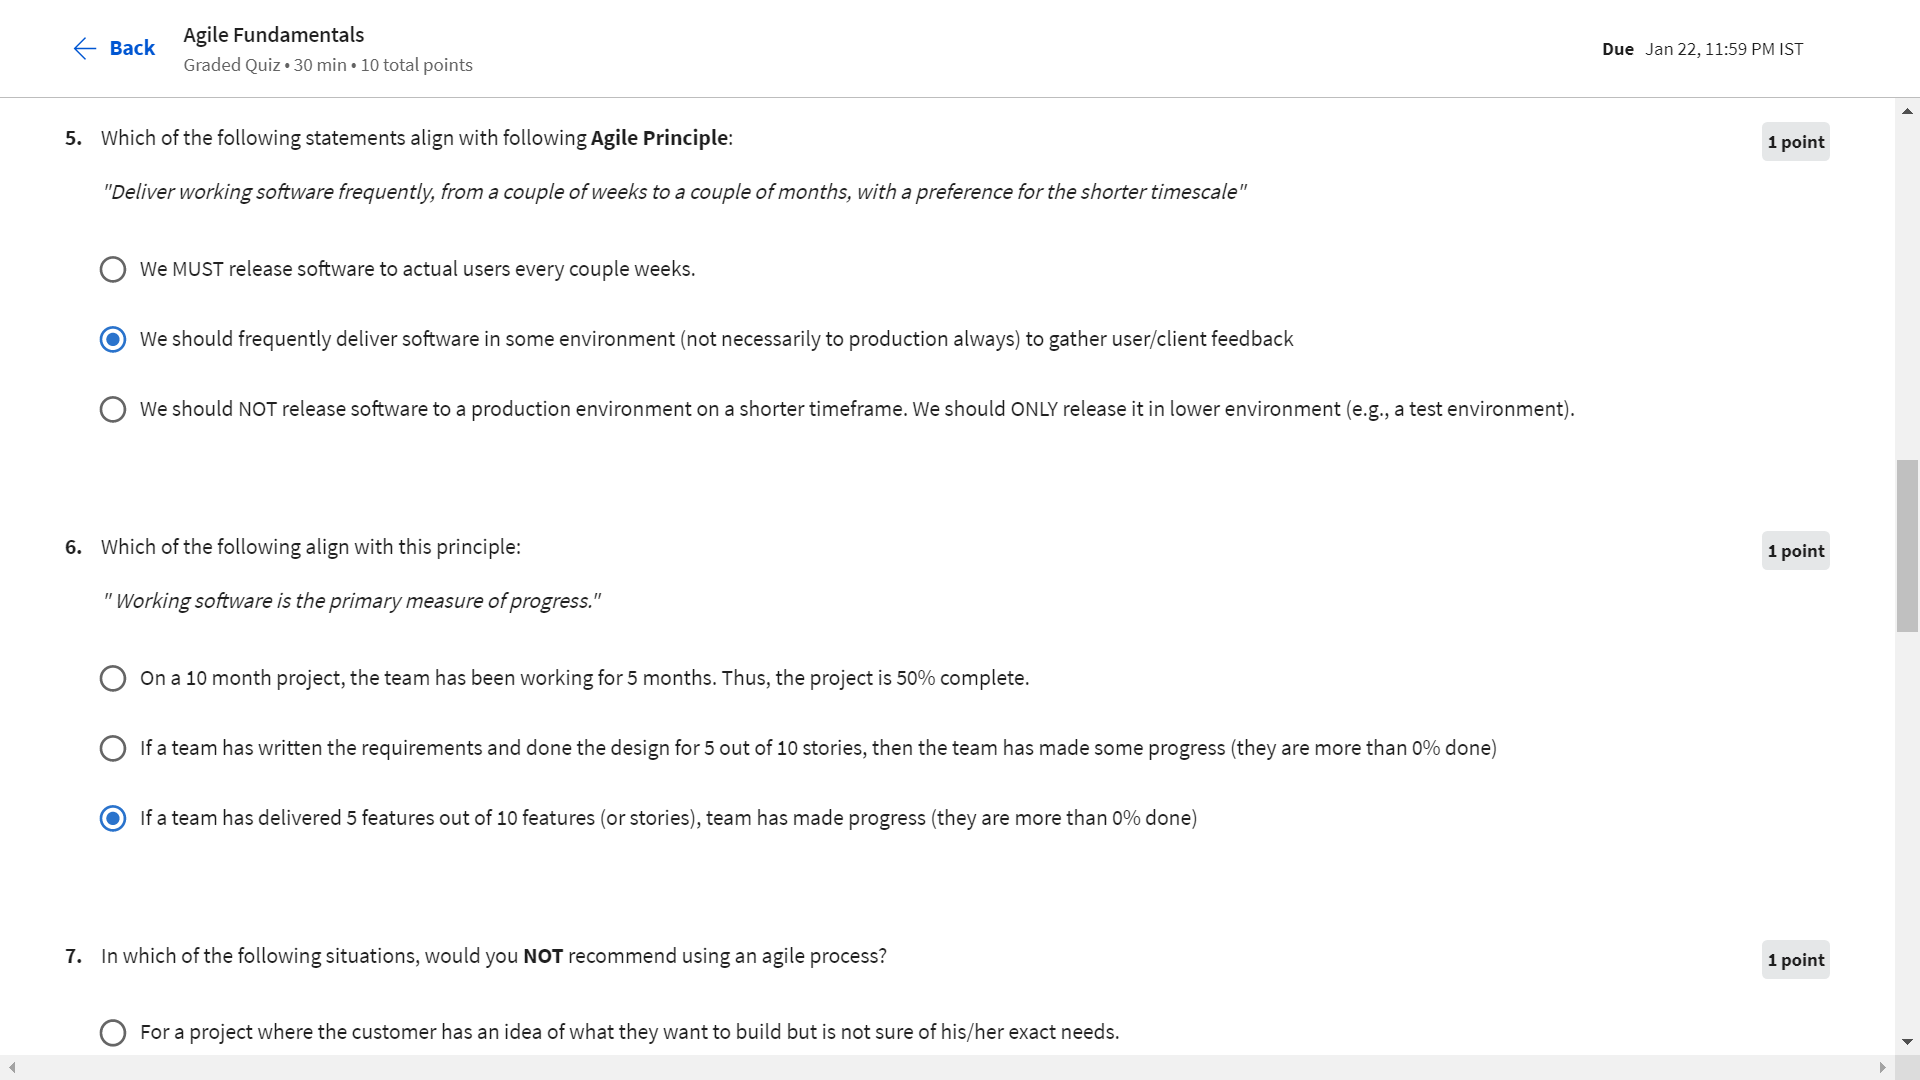 Back
Agile Fundamentals
Graded Quiz • 30 min • 10 total points
Due Jan 22, 11:59 PM IST
5. Which of the following statements align with following Agile Principle:
1 point
"Deliver working software frequently, from a couple of weeks to a couple of months, with a preference for the shorter timescale"
We MUST release software to actual users every couple weeks.
We should frequently deliver software in some environment (not necessarily to production always) to gather user/client feedback
We should NOT release software to a production environment on a shorter timeframe. We should ONLY release it in lower environment (e.g., a test environment).
6. Which of the following align with this principle:
1 point
" Working software is the primary measure of progress."
On a 10 month project, the team has been working for 5 months. Thus, the project is 50% complete.
If a team has written the requirements and done the design for 5 out of 10 stories, then the team has made some progress (they are more than 0% done)
If a team has delivered 5 features out of 10 features (or stories), team has made progress (they are more than 0% done)
7. In which of the following situations, would you NOT recommend using an agile process?
1 point
For a project where the customer has an idea of what they want to build but is not sure of his/her exact needs.